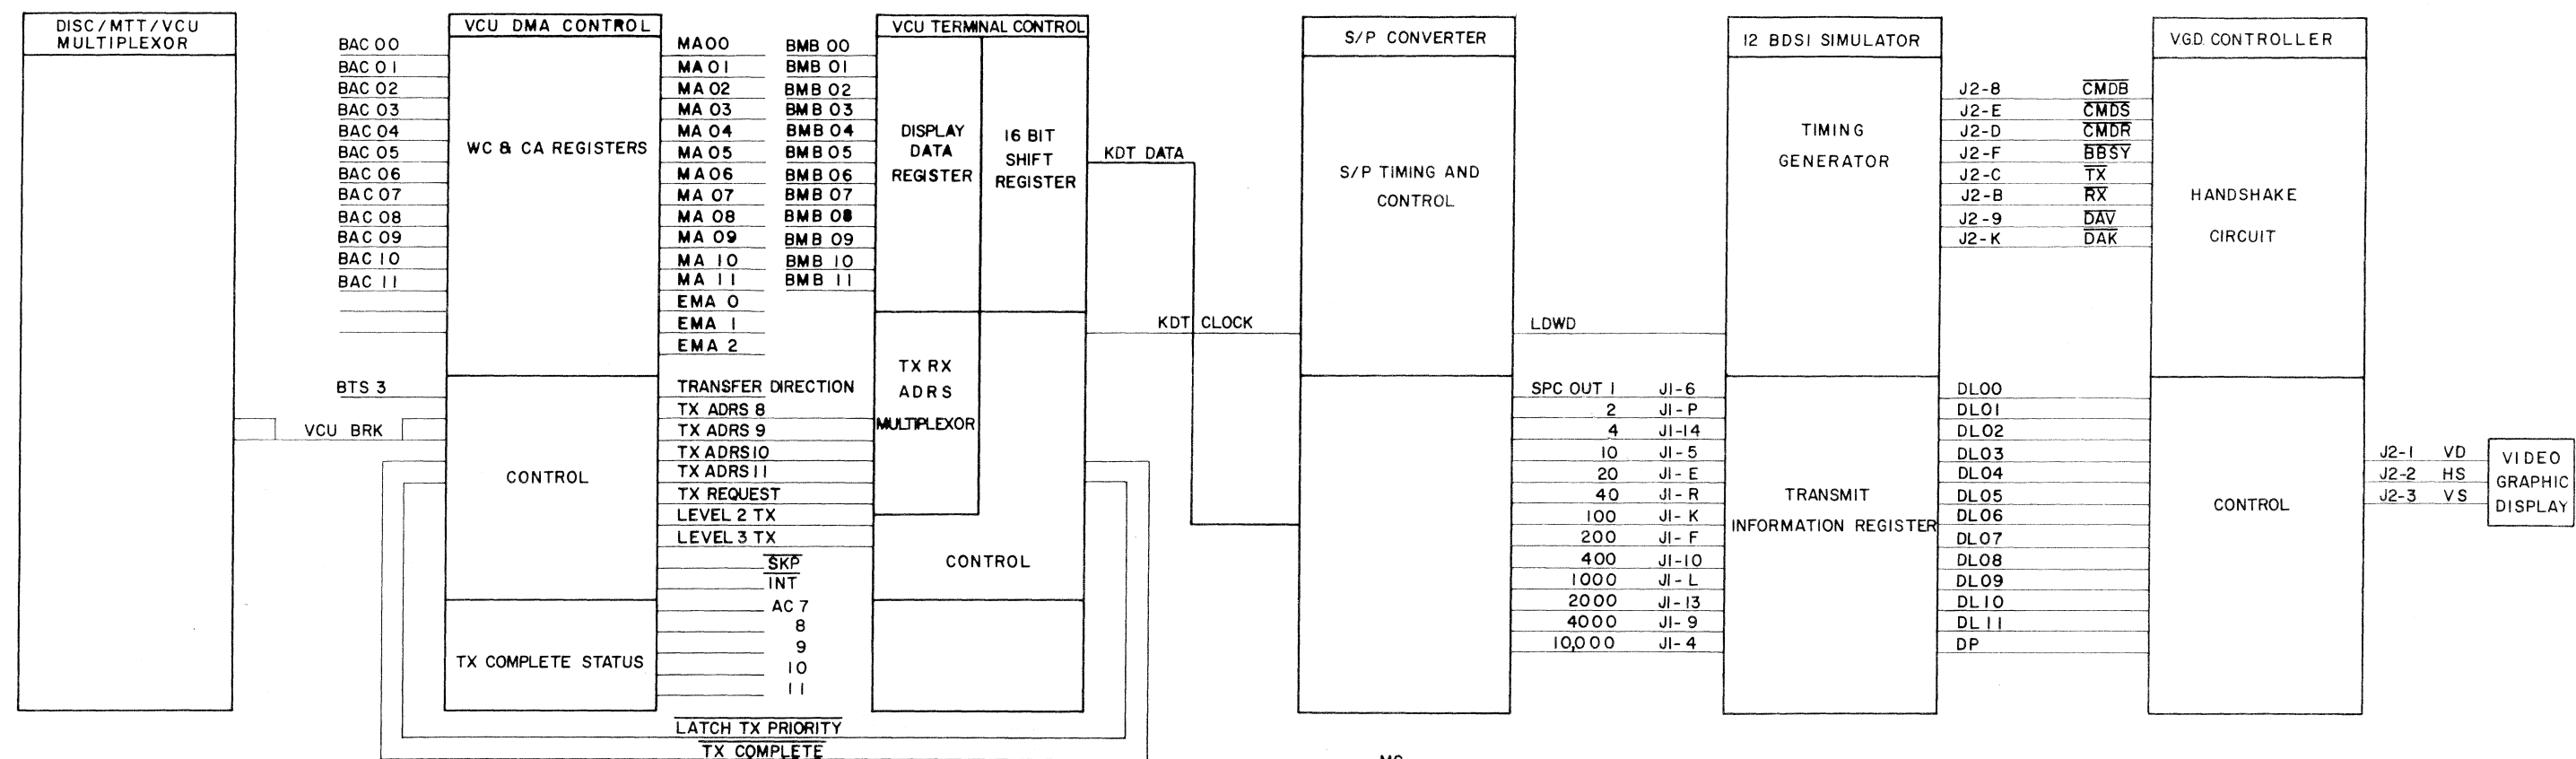 DISC/MTT/VCU
MULTIPLEXOR
BAC 00
BAC 01
BAC 02
BAC 03
BAC 04
BAC 05
BAC 06
BAC 07
BAC 08
BAC 09
BAC 10
BAC 11
BTS 3
VCU BRK
VCU DMA CONTROL
WC & CA REGISTERS
CONTROL
TX COMPLETE STATUS
MA00
MA 01
MA 02
MA 03
MA 04
MA 05
MA06
MA 07
MA 08
MA 09
MA 10
MA 11
EMA 0
EMA 1
EMA 2
TRANSFER DIRECTION
TX ADRS 8
TX ADRS 9
TX ADRS10
TX ADRS11
TX REQUEST
LEVEL 2 TX
LEVEL 3 TX
SKP
INT
AC 7
8
9
10
11
LATCH TX PRIORITY
TX COMPLETE
BMB 00
BMB 01
BMB 02
BMB 03
BMB 04
BMB 05
BMB 06
BMB 07
BMB 08
BMB 09
BMB 10
BMB 11
VCU TERMINAL CONTROL
DISPLAY
DATA
REGISTER
16 BIT
SHIFT
REGISTER
TX RX
ADRS
MULTIPLEXOR
CONTROL
KDT DATA
KDT CLOCK
S/P CONVERTER
S/P TIMING AND
CONTROL
LDWD
SPC OUT 1 J1-6
2 J1-P
4 J1-14
10 J1-5
20 J1-E
40 J1-R
100 J1-K
200 J1-F
400 J1-10
1000 J1-L
2000 J1-13
4000 J1-9
10,000 J1-4
12 BDSI SIMULATOR
TIMING
GENERATOR
TRANSMIT
INFORMATION REGISTER
J2-8 CMDB
J2-E CMDS
J2-D CMDR
J2-F BBSY
J2-C TX
J2-B RX
J2-9 DAV
J2-K DAK
DL00
DL01
DL02
DL03
DL04
DL05
DL06
DL07
DL08
DL09
DL10
DL11
DP
V.G.D. CONTROLLER
HANDSHAKE
CIRCUIT
CONTROL
J2-1 VD
J2-2 HS
J2-3 VS
VIDEO
GRAPHIC
DISPLAY